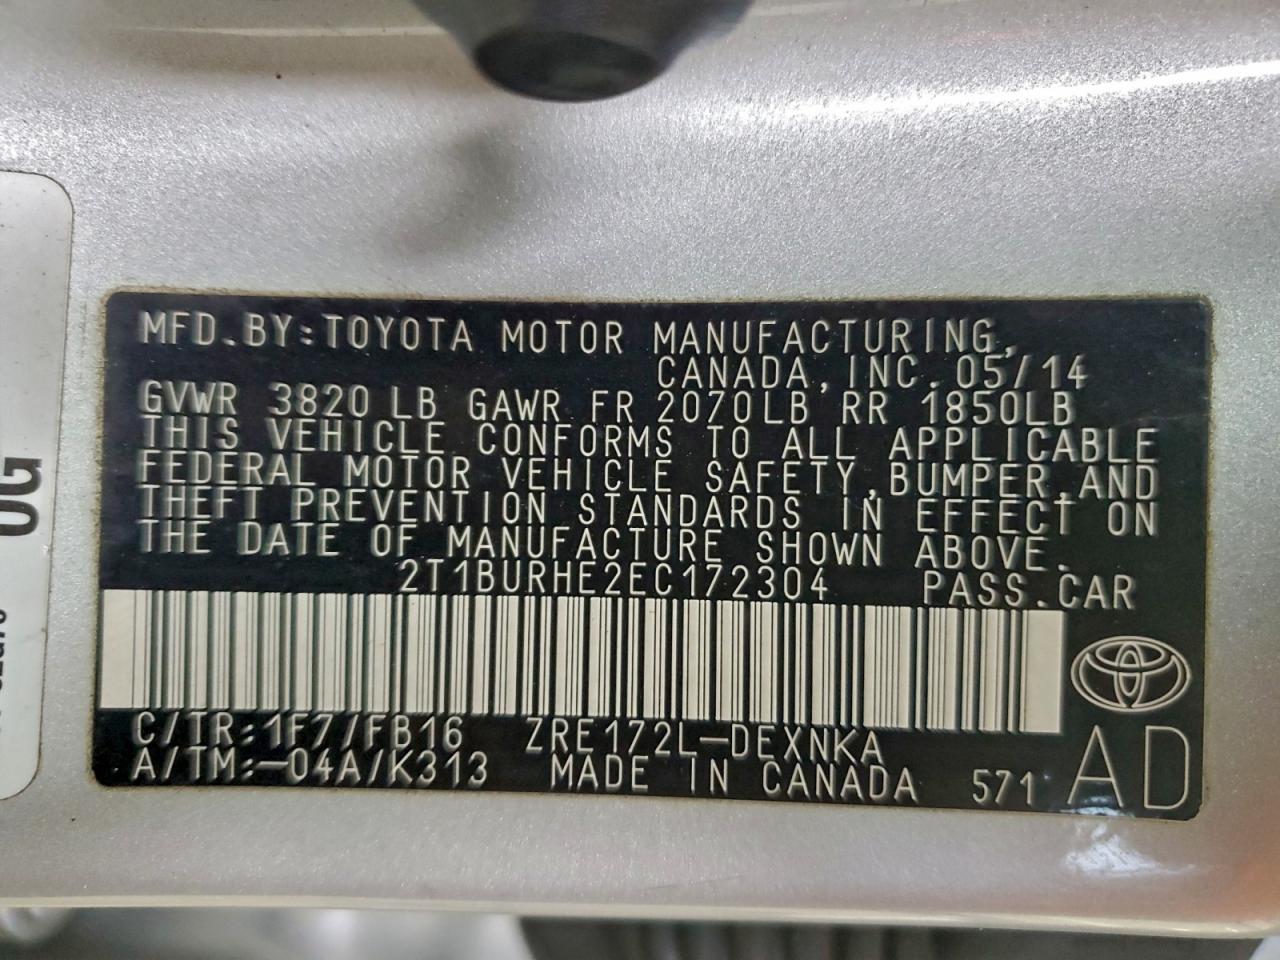 MFD.BY:TOYOTA MOTOR MANUFACTURING,
CANADA,INC.05/14
GVWR 3820 LB GAWR FR 2070LB RR 1850LB
THIS VEHICLE CONFORMS TO ALL APPLICABLE
FEDERAL MOTOR VEHICLE SAFETY,BUMPER,AND
THEFT PREVENTION STANDARDS IN EFFECT ON
THE DATE OF MANUFACTURE SHOWN ABOVE.
2T1BURHE2EC172304 PASS.CAR
C/TR:1F7/FB16 ZRE172L-DEXNKA
A/TM:-04A/K313 MADE IN CANADA 571 AD